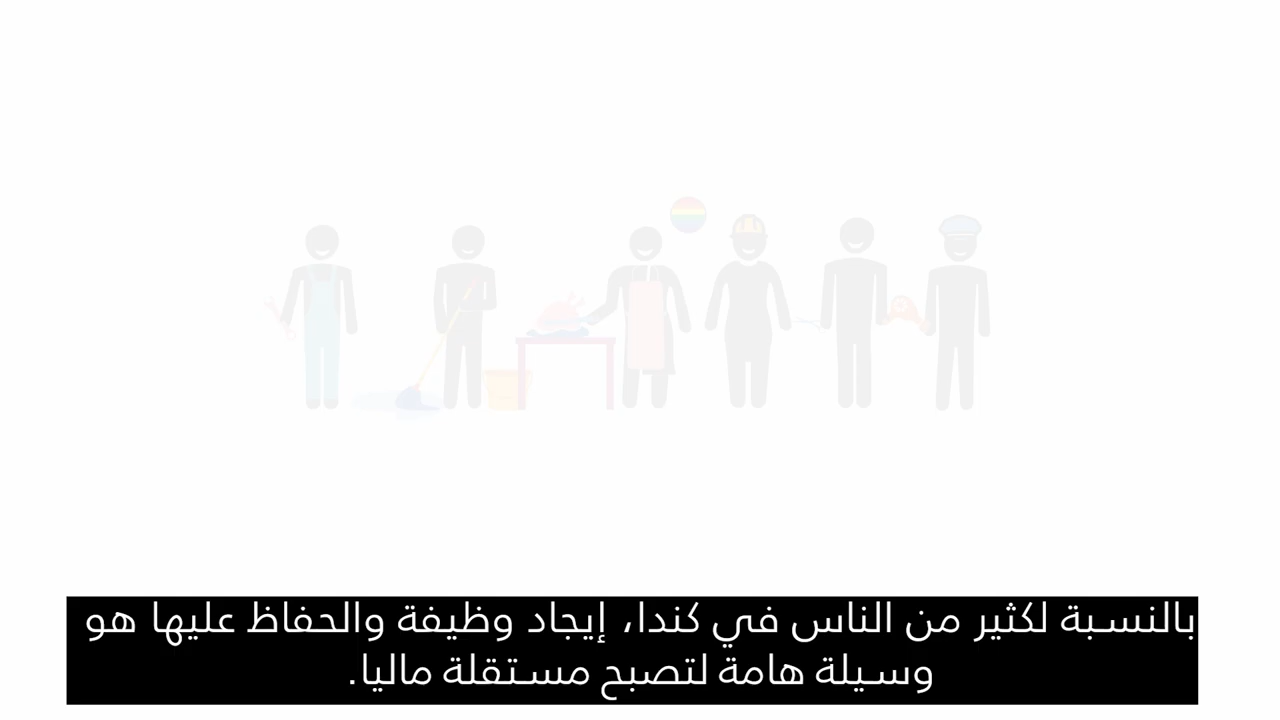 بالنسبة لكثير من الناس في كندا، إيجاد وظيفة والحفاظ عليها هو
وسيلة هامة لتصبح مستقلة ماليا.